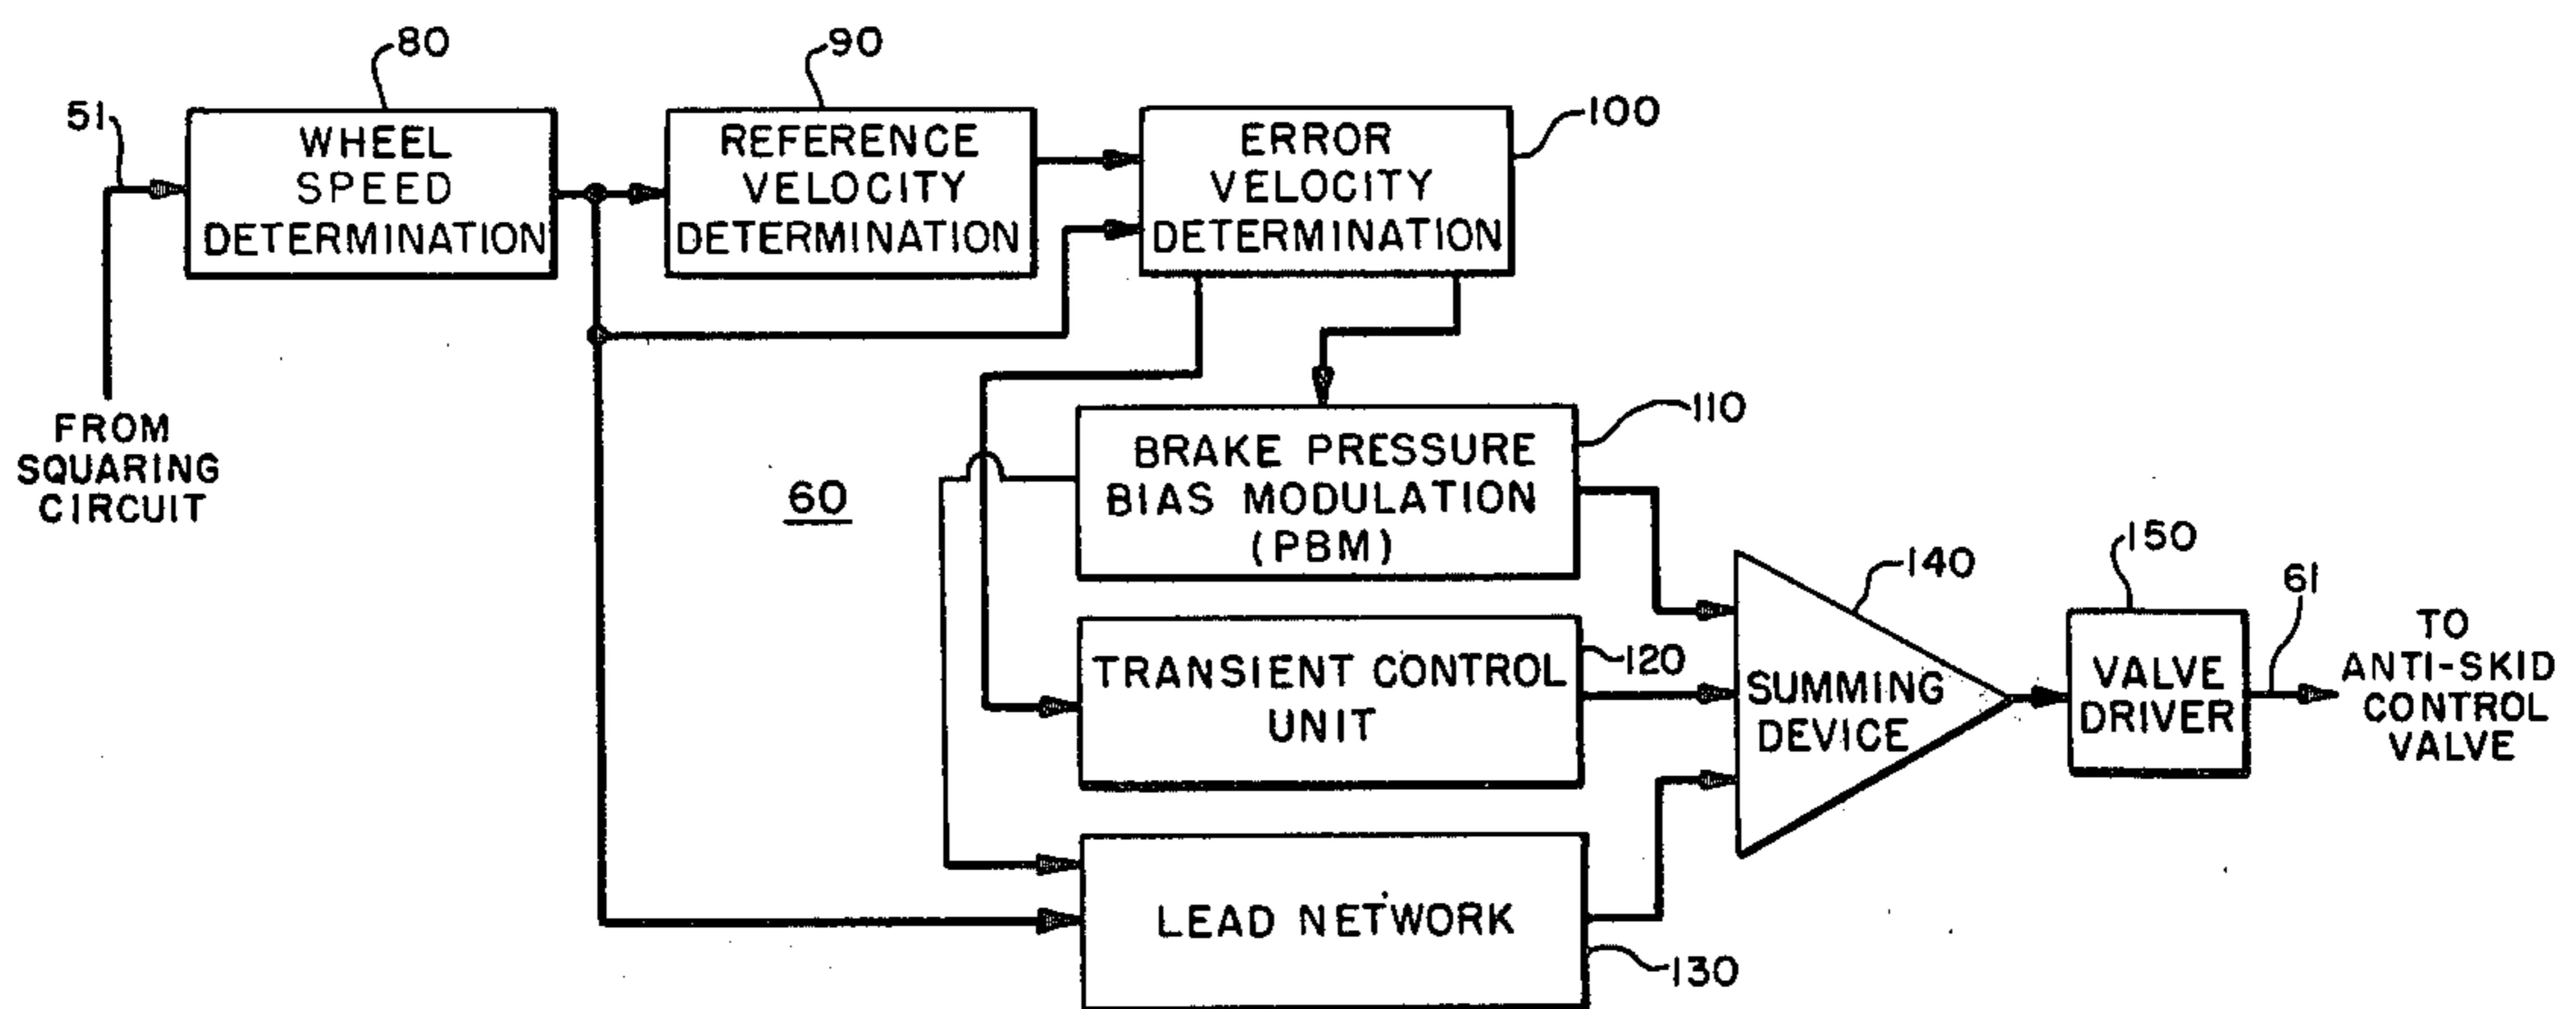 80
90
51
WHEEL
SPEED
DETERMINATION
REFERENCE
VELOCITY
DETERMINATION
ERROR
VELOCITY
DETERMINATION
100
FROM
SQUARING
CIRCUIT
60
BRAKE PRESSURE
BIAS MODULATION
(PBM)
110
TRANSIENT CONTROL
UNIT
120
LEAD NETWORK
130
SUMMING
DEVICE
140
VALVE
DRIVER
150
61
TO
ANTI-SKID
CONTROL
VALVE